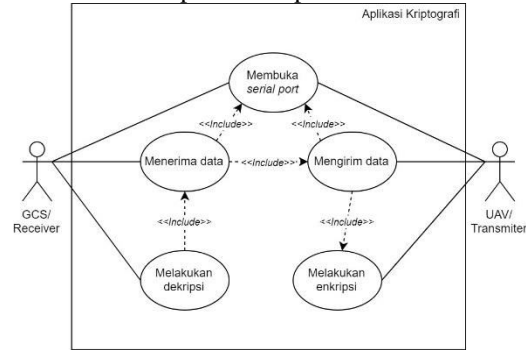 Aplikasi Kriptografi
Membuka
serial port
<<Include>>
<<Include>>
Menerima data
<<Include>>
Mengirim data
GCS/
Receiver
UAV/
Transmiter
<<Include>>
<<Include>>
Melakukan
dekripsi
Melakukan
enkripsi